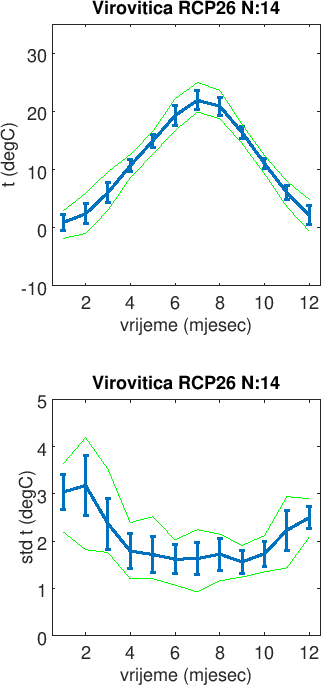 Virovitica RCP26 N:14
30
20
10
0
-10
t (degC)
2 4 6 8 10 12
vrijeme (mjesec)
Virovitica RCP26 N:14
5
4
3
2
1
0
std t (degC)
2 4 6 8 10 12
vrijeme (mjesec)